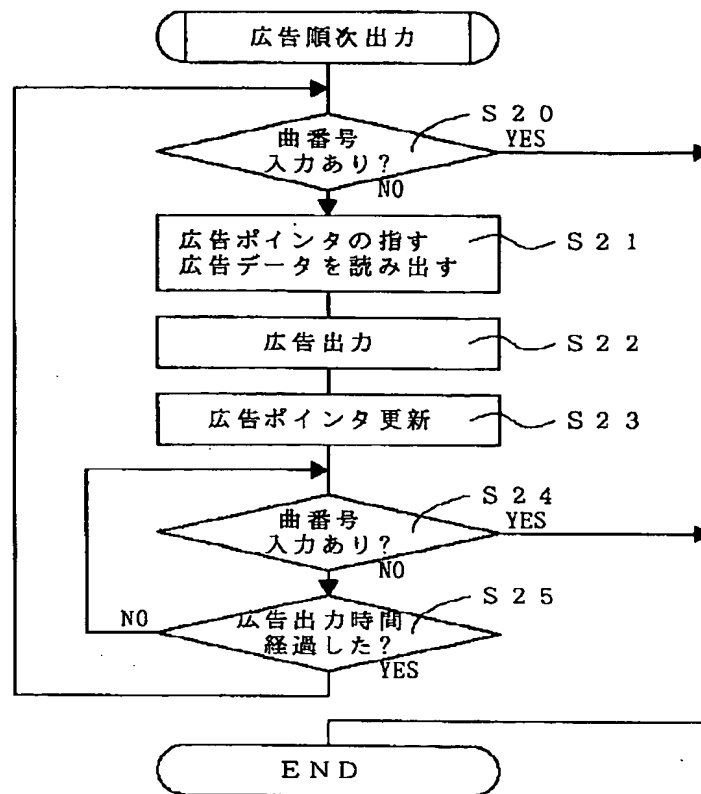 広告順次出力
S20
曲番号
入力あり?
YES
NO
広告ポインタの指す
広告データを読み出す
S21
広告出力
S22
広告ポインタ更新
S23
S24
曲番号
入力あり?
YES
NO
S25
広告出力時間
経過した?
NO
YES
END